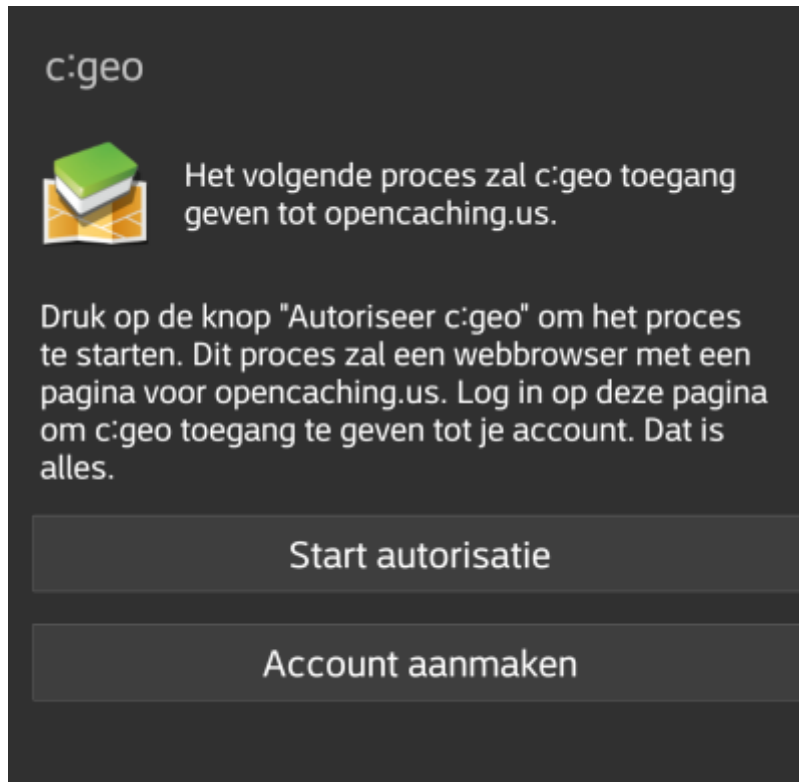 c:geo
Het volgende proces zal c:geo toegang
geven tot opencaching.us.
Druk op de knop "Autoriseer c:geo" om het proces
te starten. Dit proces zal een webbrowser met een
pagina voor opencaching.us. Log in op deze pagina
om c:geo toegang te geven tot je account. Dat is
alles.
Start autorisatie
Account aanmaken